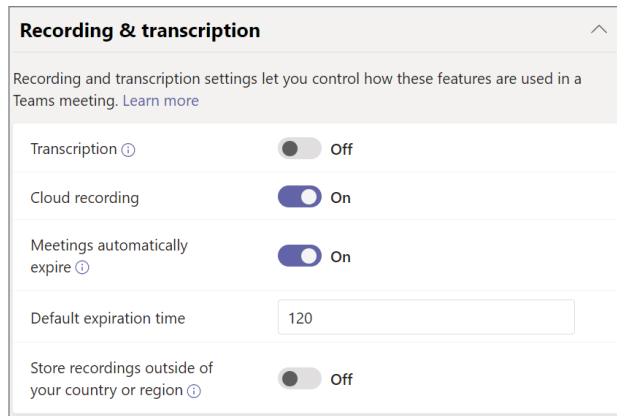 Recording & transcription
Recording and transcription settings let you control how these features are used in a
Teams meeting. Learn more
Transcription Off
Cloud recording On
Meetings automatically
expire On
Default expiration time 120
Store recordings outside of
your country or region Off